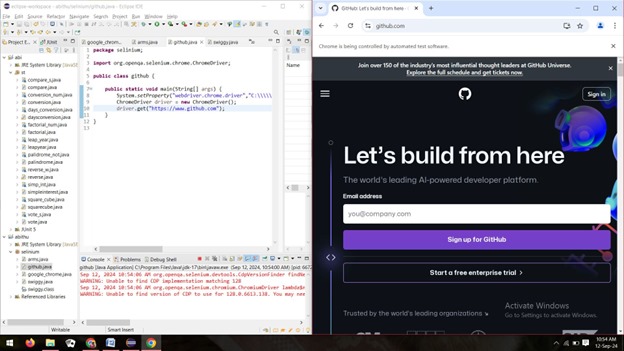 eclipse-workspace - abithu/selenium/github.java - Eclipse IDE
File Edit Source Refactor Navigate Search Project Run Window Help
Project E...
JUnit
abi
JRE System Library
st
compare_s.java
compare.java
conversion_num.java
conversion.java
days_conversion.java
daysconversion.java
factorial_num.java
factorial.java
leap_year.java
leapyear.java
palindrome_not.java
palindrome.java
reverse_w.java
reverse.java
simp_int.java
simpleinterest.java
square_cube.java
squarecube.java
vote_s.java
vote.java
JUnit 3
abithu
JRE System Library
selinium
arms.java
github.java
google_chrome.java
swiggy.java
swiggy.class
Referenced Libraries
google_chrome...
arms.java
github.java
swiggy.java
1 package selinium;
2
3 import org.openqa.selenium.chrome.ChromeDriver;
4
5 public class github {
6
7 public static void main(String[] args) {
8 System.setProperty("webdriver.chrome.driver","C:\\\\\
9 ChromeDriver driver = new ChromeDriver();
10 driver.get("https://www.github.com");
11 }
12 }
13
Name
Console Problems Debug Shell
github [Java Application] C:\Program Files\Java\jdk-17\bin\javaw.exe (Sep 12, 2024, 10:54:00 AM) [pid: 667
Sep 12, 2024 10:54:06 AM org.openqa.selenium.devtools.CdpVersionFinder findNe
WARNING: Unable to find CDP implementation matching 128
Sep 12, 2024 10:54:06 AM org.openqa.selenium.chromium.ChromiumDriver lambda$n
WARNING: Unable to find version of CDP to use for 128.0.6613.138. You may nee
Writable
Smart Insert
GitHub: Let's build from here ·
github.com
Chrome is being controlled by automated test software.
Join over 150 of the industry's most influential thought leaders at GitHub Universe.
Explore the full schedule and get tickets now.
Sign in
Let's build from here
The world's leading AI-powered developer platform.
Email address
you@company.com
Sign up for GitHub
Start a free enterprise trial
Trusted by the world's leading organizations
Activate Windows
Go to Settings to activate Windows.
10:54 AM
12-Sep-24